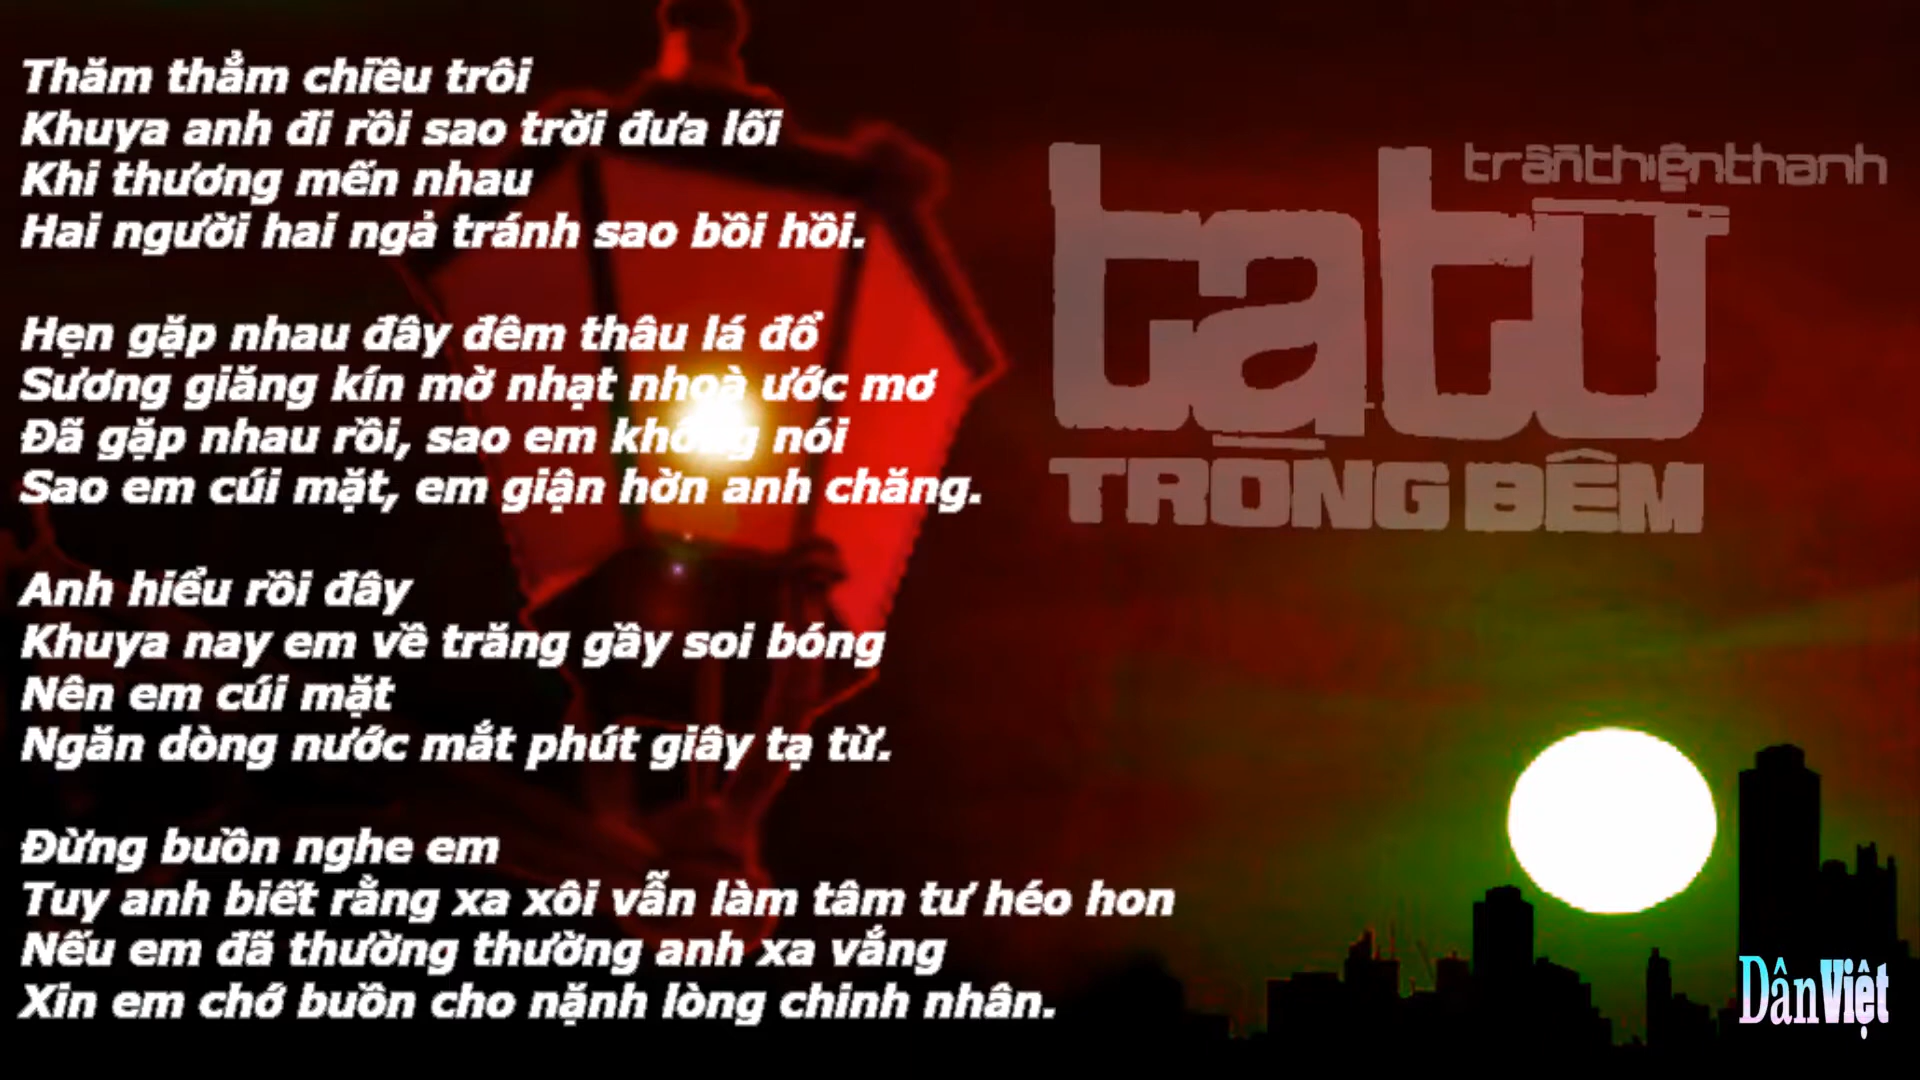 Thăm thẳm chiều trôi
Khuya anh đi rồi sao trời đưa lối
Khi thương mến nhau
Hai người hai ngả tránh sao bồi hồi.
Hẹn gặp nhau đây đêm thâu lá đổ
Sương giăng kín mờ nhạt nhoà ước mơ
Đã gặp nhau rồi, sao em không nói
Sao em cúi mặt, em giận hờn anh chăng.
Anh hiểu rồi đây
Khuya nay em về trăng gầy soi bóng
Nên em cúi mặt
Ngăn dòng nước mắt phút giây tạ từ.
Đừng buồn nghe em
Tuy anh biết rằng xa xôi vẫn làm tâm tư héo hon
Nếu em đã thường thường anh xa vắng
Xin em chớ buồn cho nặng lòng chinh nhân.
trầnthiệnthanh
tạ từ
TRONG ĐÊM
Dân Việt